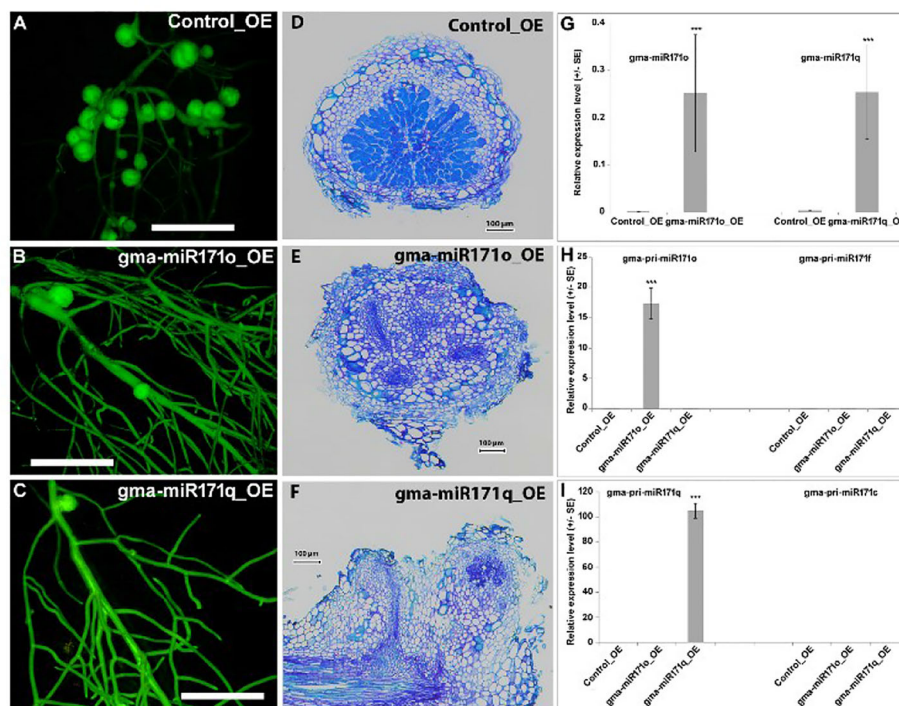 A
Control_OE
B
gma-miR171o_OE
C
gma-miR171q_OE
D
Control_OE
100 µm
E
gma-miR171o_OE
100 µm
F
gma-miR171q_OE
100 µm
G
Relative expression level (+/- SE)
0.4
0.3
0.2
0.1
0
gma-miR171o
***
gma-miR171q
***
Control_OE
gma-miR171o_OE
Control_OE
gma-miR171q_O
H
Relative expression level (+/- SE)
25
20
15
10
5
0
gma-pri-miR171o
gma-pri-miR171f
***
Control_OE
gma-miR171o_OE
gma-miR171q_OE
Control_OE
gma-miR171o_OE
gma-miR171q_OE
I
Relative expression level (+/- SE)
120
100
80
60
40
20
0
gma-pri-miR171q
***
gma-pri-miR171c
Control_OE
gma-miR171o_OE
gma-miR171q_OE
Control_OE
gma-miR171o_OE
gma-miR171q_OE